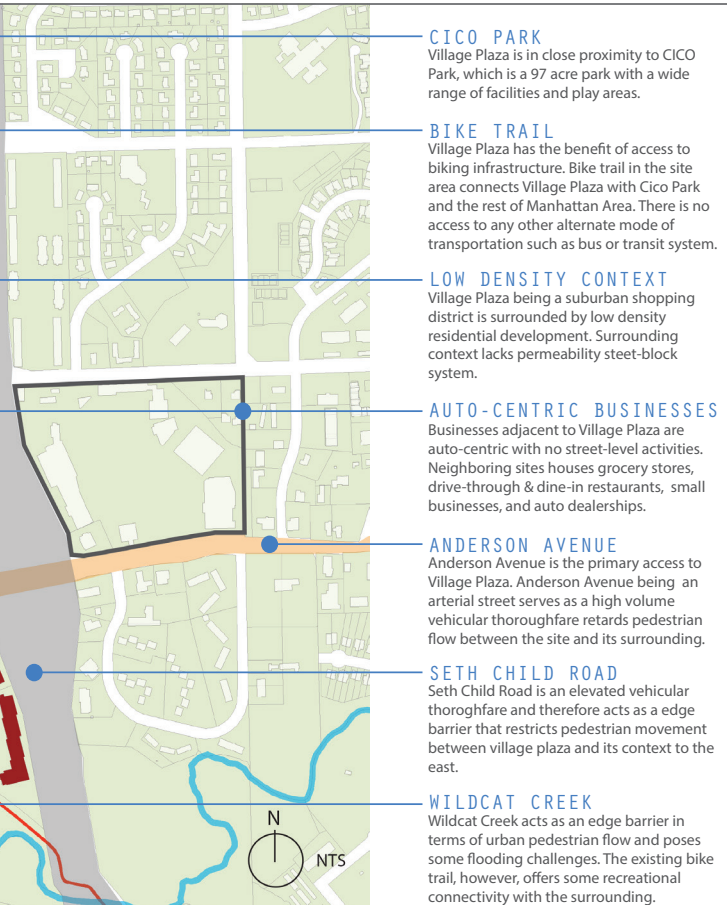 CICO PARK
Village Plaza is in close proximity to CICO
Park, which is a 97 acre park with a wide
range of facilities and play areas.
BIKE TRAIL
Village Plaza has the benefit of access to
biking infrastructure. Bike trail in the site
area connects Village Plaza with Cico Park
and the rest of Manhattan Area. There is no
access to any other alternate mode of
transportation such as bus or transit system.
LOW DENSITY CONTEXT
Village Plaza being a suburban shopping
district is surrounded by low density
residential development. Surrounding
context lacks permeability steet-block
system.
AUTO-CENTRIC BUSINESSES
Businesses adjacent to Village Plaza are
auto-centric with no street-level activities.
Neighboring sites houses grocery stores,
drive-through & dine-in restaurants, small
businesses, and auto dealerships.
ANDERSON AVENUE
Anderson Avenue is the primary access to
Village Plaza. Anderson Avenue being an
arterial street serves as a high volume
vehicular thoroughfare retards pedestrian
flow between the site and its surrounding.
SETH CHILD ROAD
Seth Child Road is an elevated vehicular
thoroghfare and therefore acts as a edge
barrier that restricts pedestrian movement
between village plaza and its context to the
east.
WILDCAT CREEK
Wildcat Creek acts as an edge barrier in
terms of urban pedestrian flow and poses
some flooding challenges. The existing bike
trail, however, offers some recreational
connectivity with the surrounding.
N
NTS